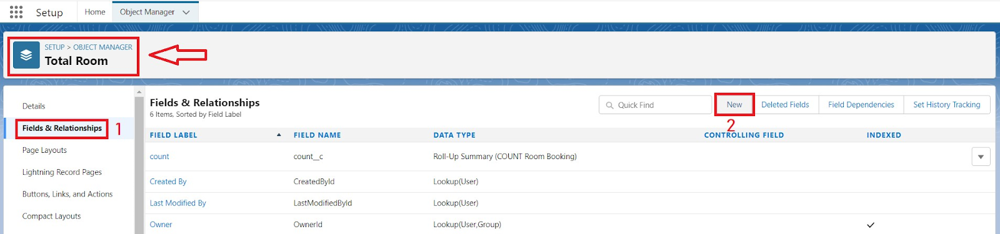 Setup Home Object Manager
SETUP > OBJECT MANAGER
Total Room
Details
Fields & Relationships 1
Page Layouts
Lightning Record Pages
Buttons, Links, and Actions
Compact Layouts
Fields & Relationships
6 Items, Sorted by Field Label
Quick Find New Deleted Fields Field Dependencies Set History Tracking
2
FIELD LABEL FIELD NAME DATA TYPE CONTROLLING FIELD INDEXED
count count__c Roll-Up Summary (COUNT Room Booking)
Created By CreatedById Lookup(User)
Last Modified By LastModifiedById Lookup(User)
Owner OwnerId Lookup(User,Group)